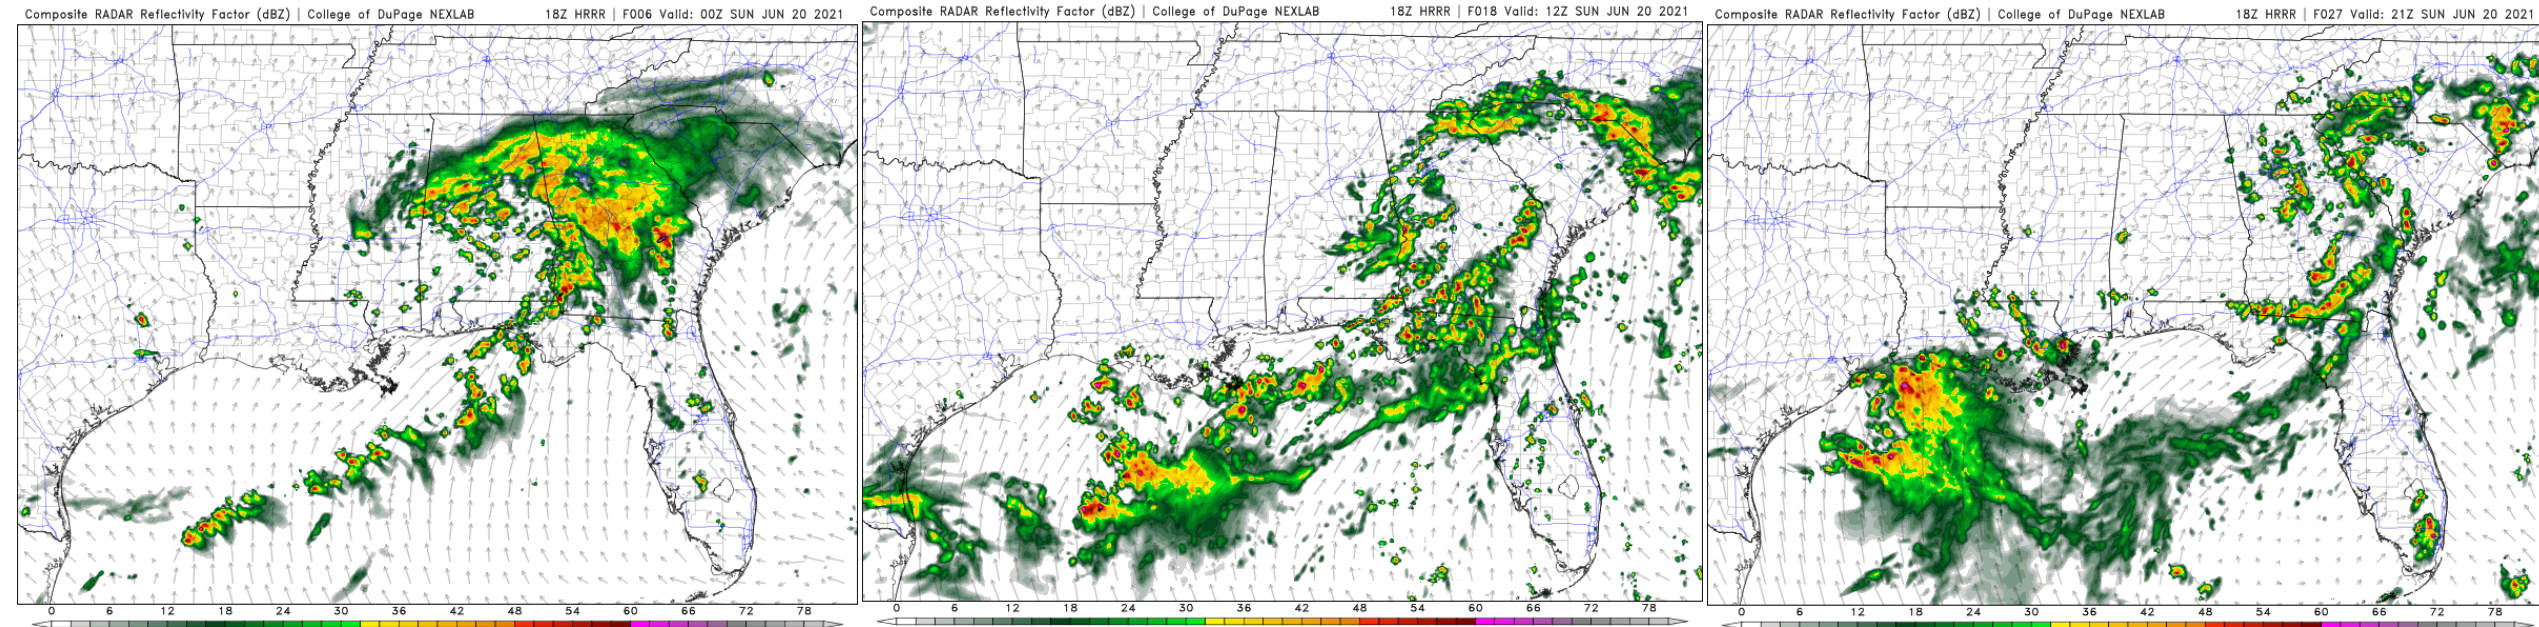 Composite RADAR Reflectivity Factor (dBZ) | College of DuPage NEXLAB 18Z HRRR | F006 Valid: 00Z SUN JUN 20 2021
0 6 12 18 24 30 36 42 48 54 60 66 72 78
Composite RADAR Reflectivity Factor (dBZ) | College of DuPage NEXLAB 18Z HRRR | F018 Valid: 12Z SUN JUN 20 2021
0 6 12 18 24 30 36 42 48 54 60 66 72 78
Composite RADAR Reflectivity Factor (dBZ) | College of DuPage NEXLAB 18Z HRRR | F027 Valid: 21Z SUN JUN 20 2021
0 6 12 18 24 30 36 42 48 54 60 66 72 78